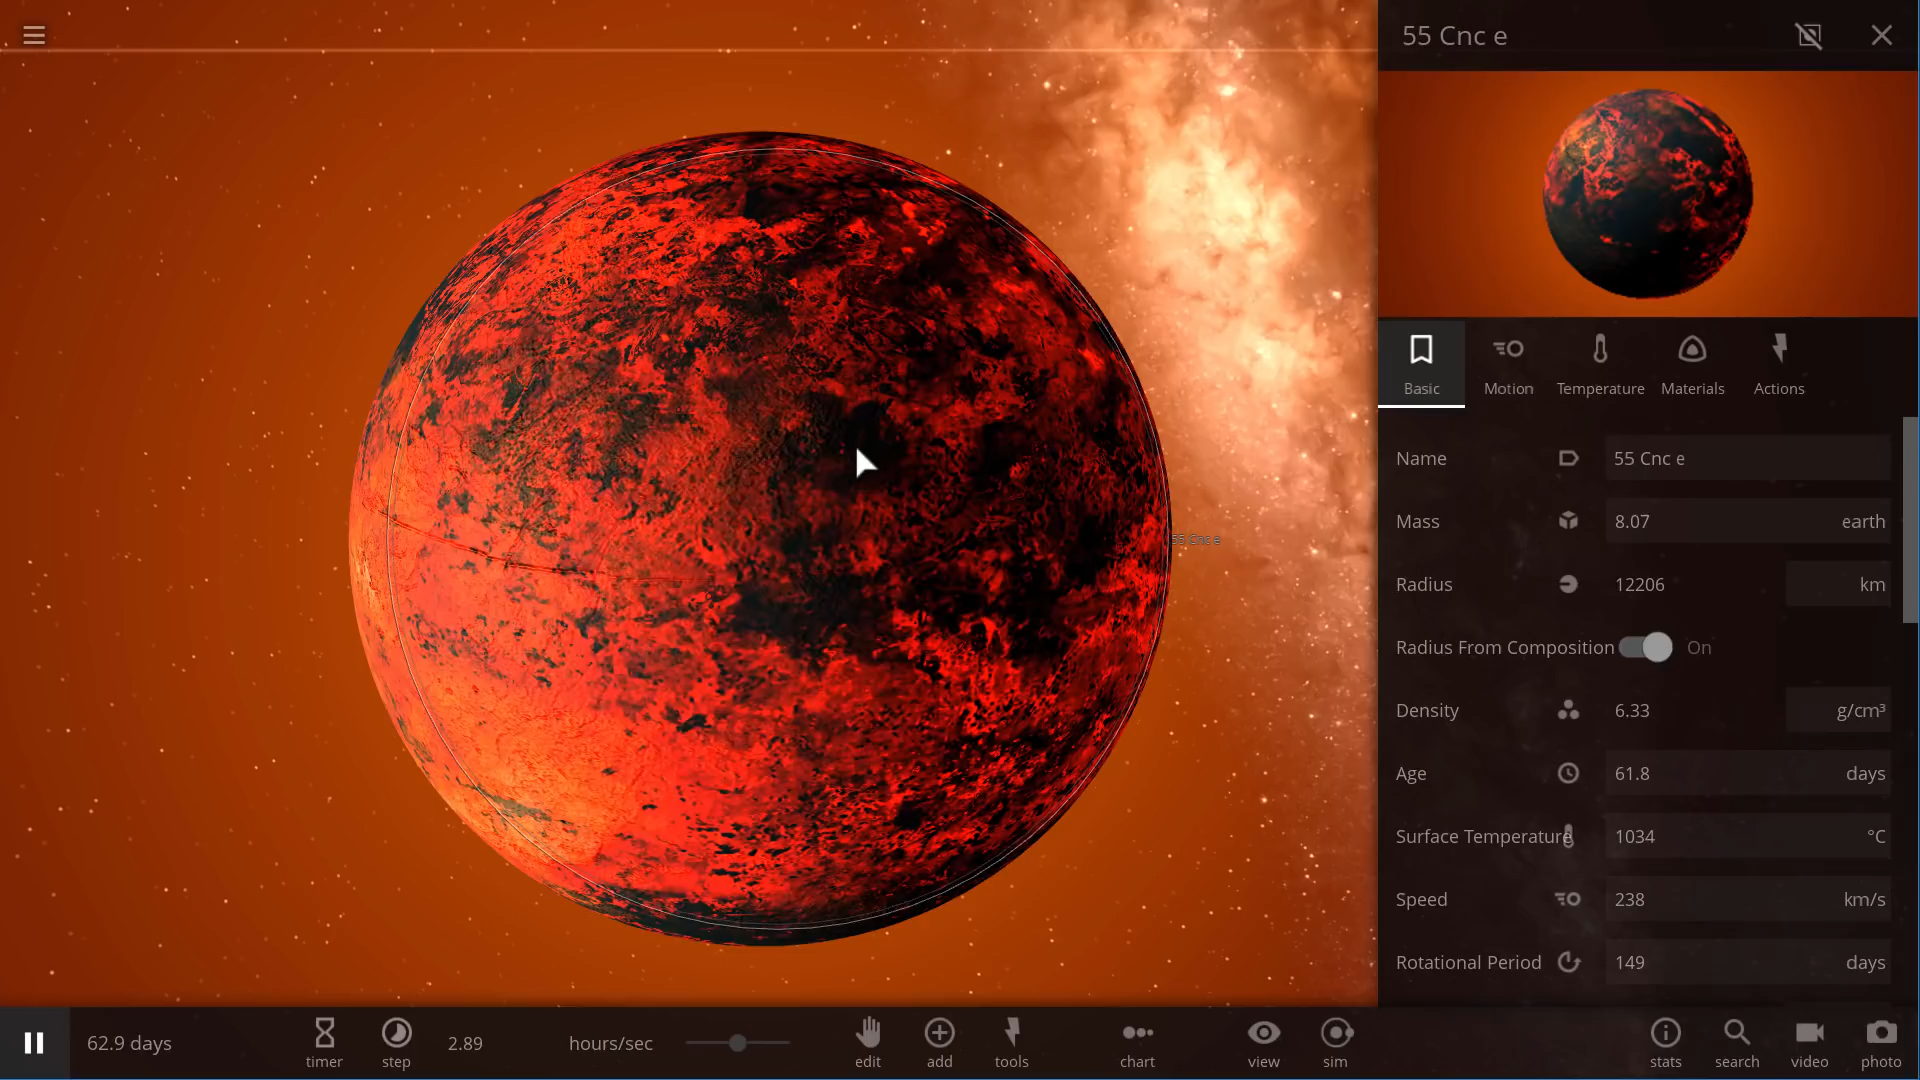 55 Cnc e
Basic Motion Temperature Materials Actions
Name 55 Cnc e
Mass 8.07 earth
Radius 12206 km
55 Cnc e
Radius From Composition On
Density 6.33 g/cm³
Age 61.8 days
Surface Temperature 1034 °C
Speed 238 km/s
Rotational Period 149 days
62.9 days timer step 2.89 hours/sec edit add tools chart view sim stats search video photo